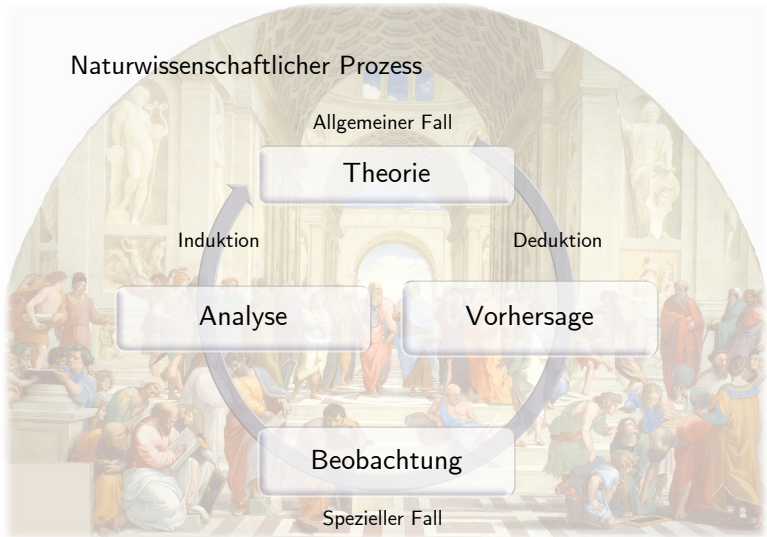 Naturwissenschaftlicher Prozess
Allgemeiner Fall
Theorie
Induktion
Deduktion
Analyse
Vorhersage
Beobachtung
Spezieller Fall